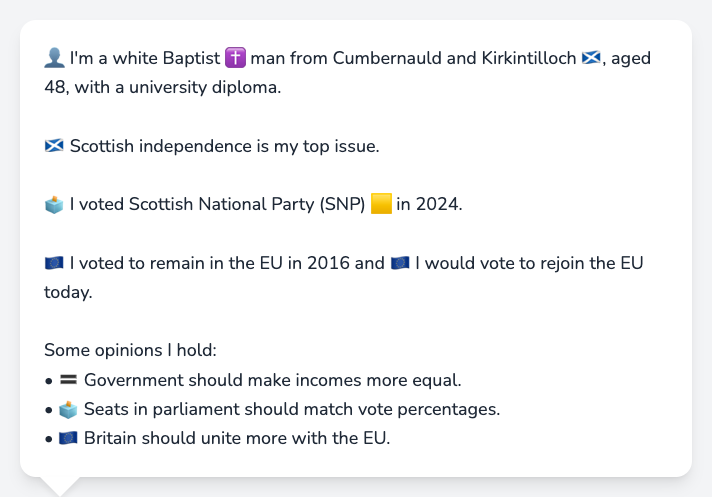 👤 I'm a white Baptist ✝️ man from Cumbernauld and Kirkintilloch 🏴󠁧󠁢󠁳󠁣󠁴󠁿, aged
48, with a university diploma.
🏴󠁧󠁢󠁳󠁣󠁴󠁿 Scottish independence is my top issue.
🗳️ I voted Scottish National Party (SNP) 🟨 in 2024.
🇪🇺 I voted to remain in the EU in 2016 and 🇪🇺 I would vote to rejoin the EU
today.
Some opinions I hold:
• 🟰 Government should make incomes more equal.
• 🗳️ Seats in parliament should match vote percentages.
• 🇪🇺 Britain should unite more with the EU.